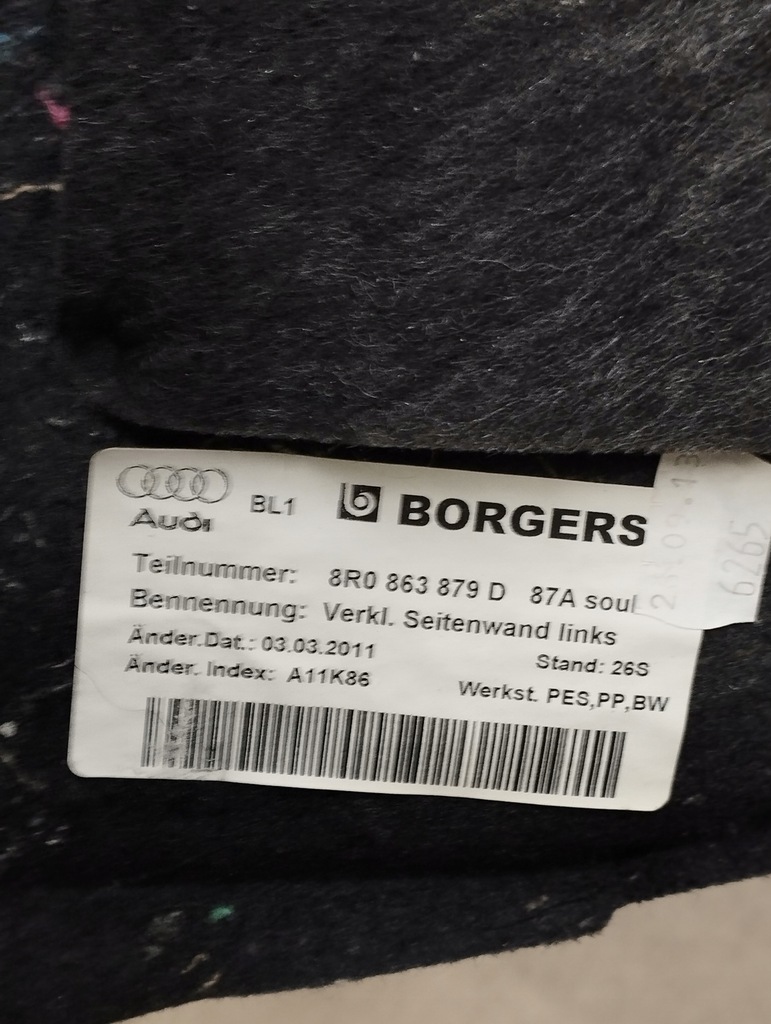 Audi BL1 b BORGERS
Teilnummer: 8R0 863 879 D 87A soul
Bennennung: Verkl. Seitenwand links
Änder.Dat.: 03.03.2011 Stand: 26S
Änder. Index: A11K86 Werkst. PES,PP,BW
6265